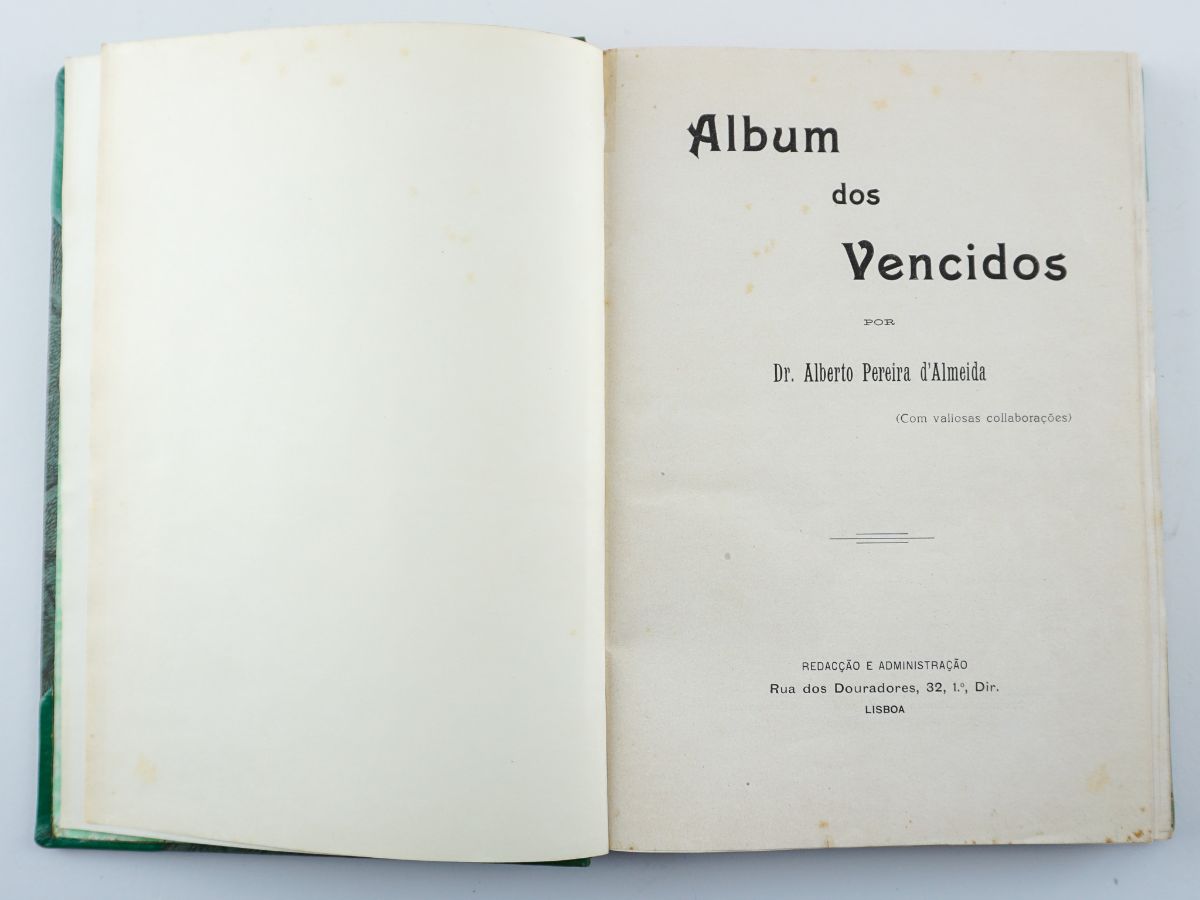 Album
dos
Vencidos
POR
Dr. Alberto Pereira d'Almeida
(Com valiosas collaborações)
REDACÇÃO E ADMINISTRAÇÃO
Rua dos Douradores, 32, 1.º, Dir.
LISBOA